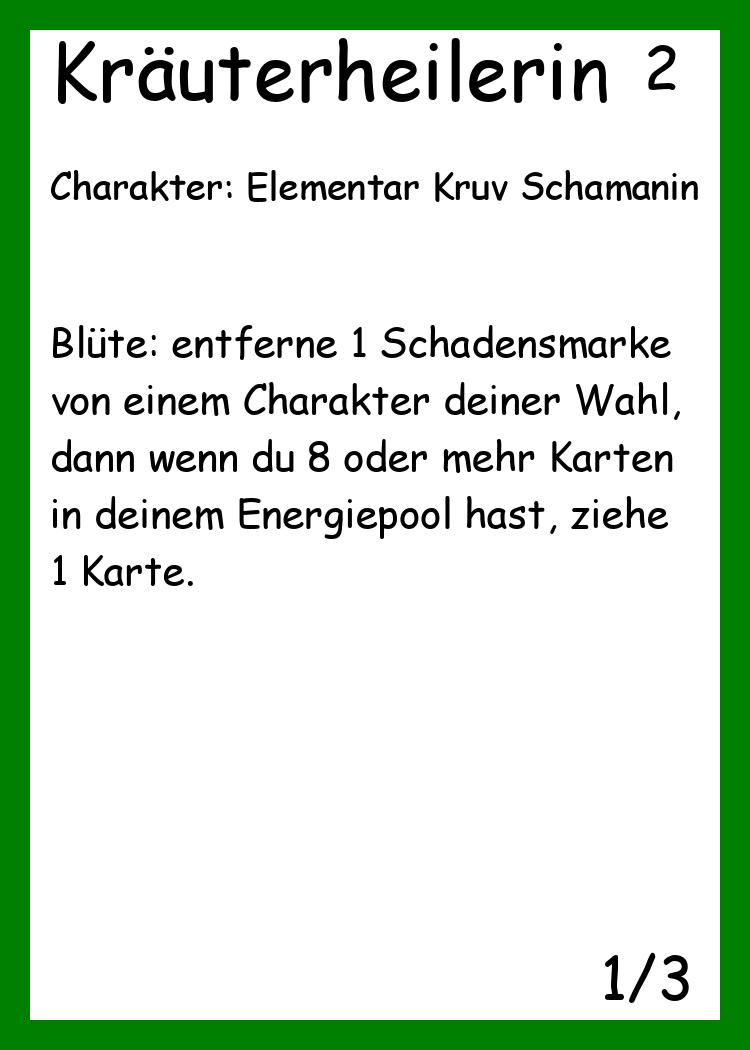 Kräuterheilerin 2
Charakter: Elementar Kruv Schamanin
Blüte: entferne 1 Schadensmarke
von einem Charakter deiner Wahl,
dann wenn du 8 oder mehr Karten
in deinem Energiepool hast, ziehe
1 Karte.
1/3